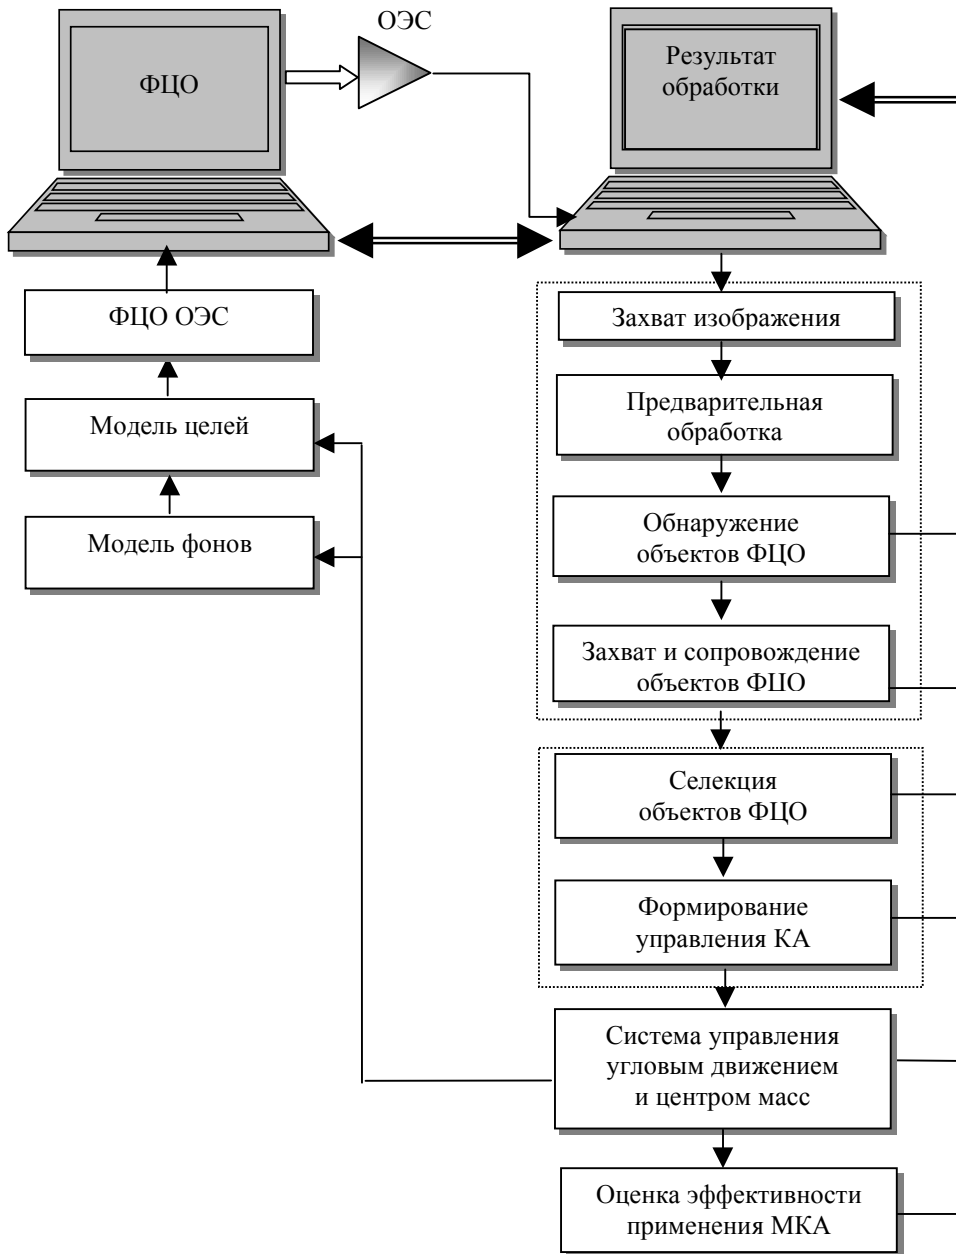 ОЭС
ФЦО
Результат
обработки
ФЦО ОЭС
Модель целей
Модель фонов
Захват изображения
Предварительная
обработка
Обнаружение
объектов ФЦО
Захват и сопровождение
объектов ФЦО
Селекция
объектов ФЦО
Формирование
управления КА
Система управления
угловым движением
и центром масс
Оценка эффективности
применения МКА